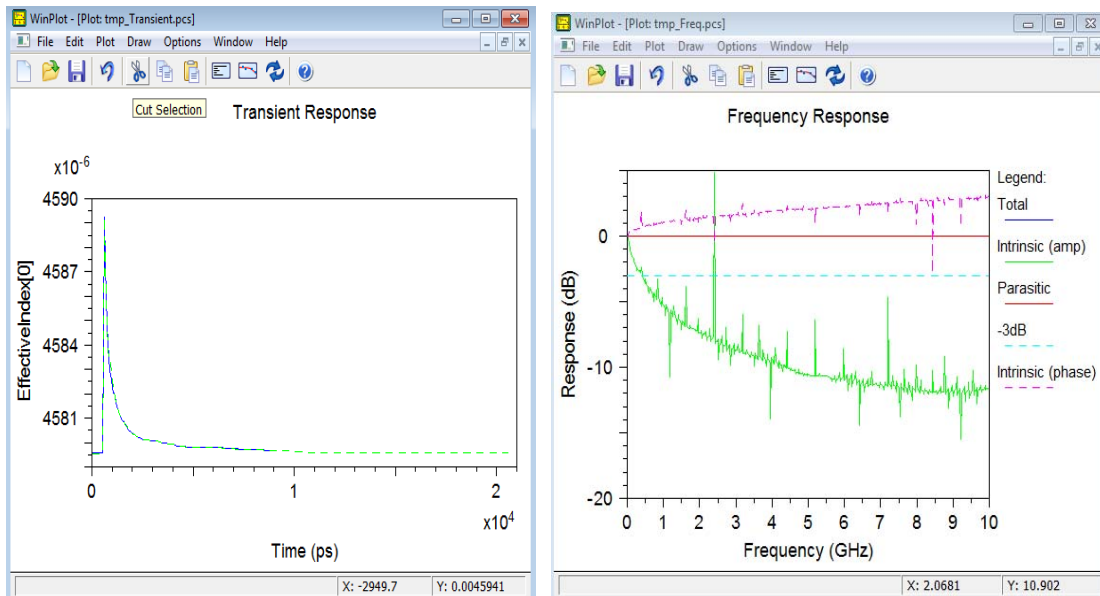 WinPlot - [Plot: tmp_Transient.pcs]
File Edit Plot Draw Options Window Help
Cut Selection
Transient Response
x10-6
4590
4587
4584
4581
EffectiveIndex[0]
0 1 2
x10^4
Time (ps)
X: -2949.7 Y: 0.0045941
WinPlot - [Plot: tmp_Freq.pcs]
File Edit Plot Draw Options Window Help
Frequency Response
Legend:
Total
Intrinsic (amp)
Parasitic
-3dB
Intrinsic (phase)
0
-10
-20
Response (dB)
0 1 2 3 4 5 6 7 8 9 10
Frequency (GHz)
X: 2.0681 Y: 10.902